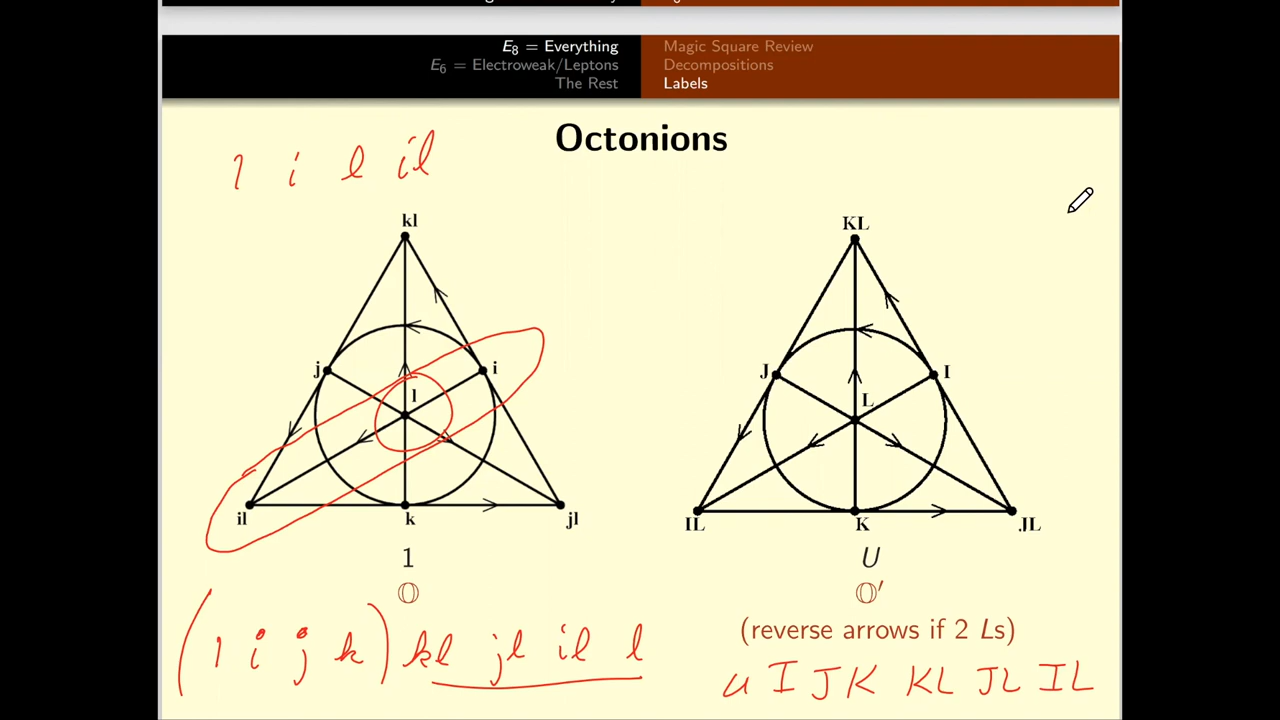 E8 = Everything
E6 = Electroweak/Leptons
The Rest
Magic Square Review
Decompositions
Labels
Octonions
1 i l il
kl
j
i
l
il
k
jl
1
𝕆
KL
J
I
L
IL
K
JL
U
𝕆′
(reverse arrows if 2 Ls)
(1 i j k) kl jl il l
U I J K KL JL IL